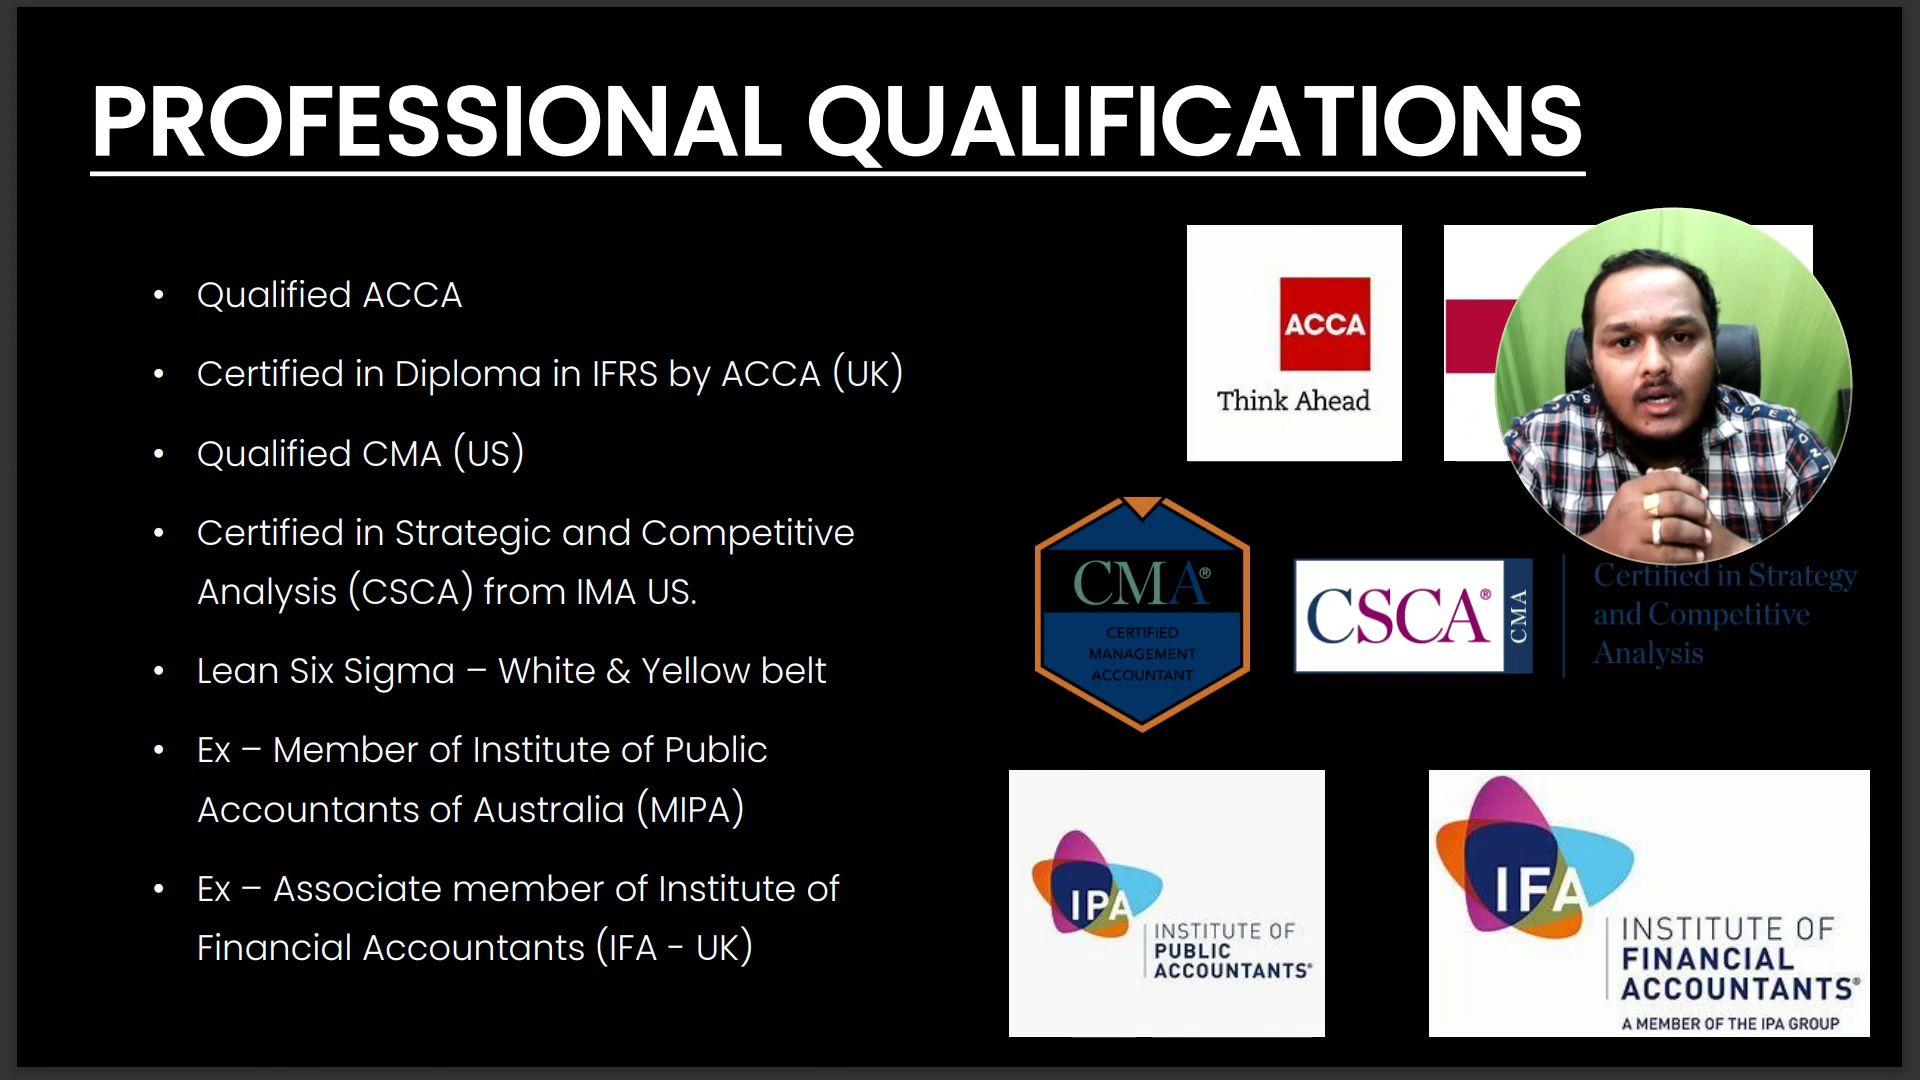 PROFESSIONAL QUALIFICATIONS
• Qualified ACCA
• Certified in Diploma in IFRS by ACCA (UK)
• Qualified CMA (US)
• Certified in Strategic and Competitive
Analysis (CSCA) from IMA US.
• Lean Six Sigma – White & Yellow belt
• Ex – Member of Institute of Public
Accountants of Australia (MIPA)
• Ex – Associate member of Institute of
Financial Accountants (IFA - UK)
ACCA
Think Ahead
CMA®
CERTIFIED
MANAGEMENT
ACCOUNTANT
CSCA®
CMA
Certified in Strategy
and Competitive
Analysis
IPA
INSTITUTE OF
PUBLIC
ACCOUNTANTS®
IFA
INSTITUTE OF
FINANCIAL
ACCOUNTANTS®
A MEMBER OF THE IPA GROUP